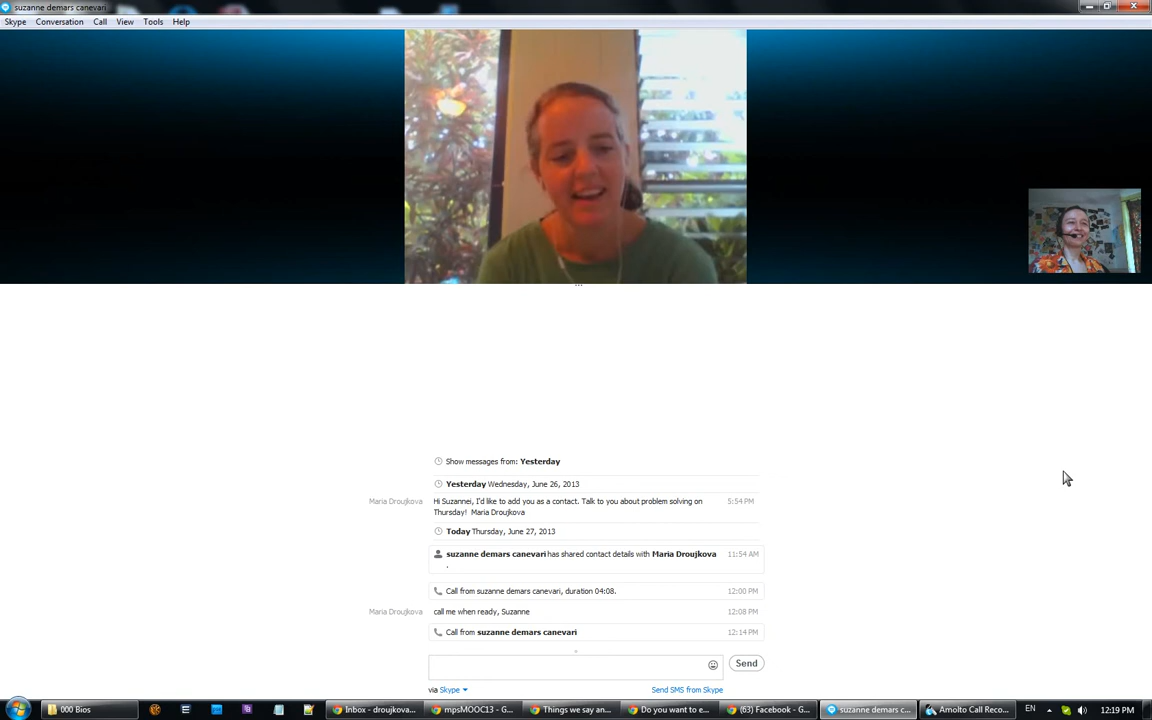 suzanne demars canevari
Skype Conversation Call View Tools Help
Show messages from: Yesterday
Yesterday Wednesday, June 26, 2013
Maria Droujkova Hi Suzannei, I'd like to add you as a contact. Talk to you about problem solving on 5:54 PM
Thursday! Maria Droujkova
Today Thursday, June 27, 2013
suzanne demars canevari has shared contact details with Maria Droujkova 11:54 AM
.
Call from suzanne demars canevari, duration 04:08. 12:00 PM
Maria Droujkova call me when ready, Suzanne 12:08 PM
Call from suzanne demars canevari 12:14 PM
Send
via Skype Send SMS from Skype
000 Bios Inbox - droujkova... mpsMOOC13 - G... Things we say an... Do you want to e... (63) Facebook - G... suzanne demars c... Amolto Call Reco... EN 12:19 PM